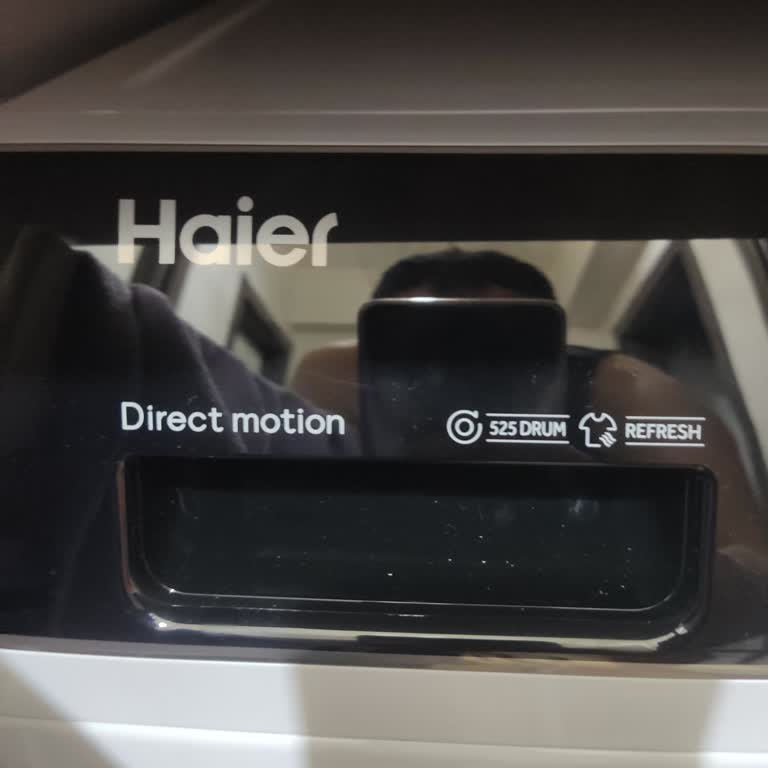 Haier
Direct motion
525 DRUM
REFRESH